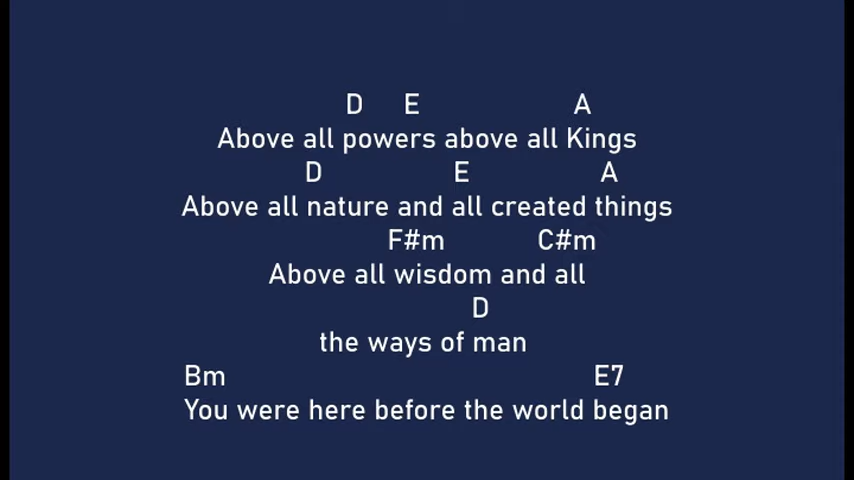 D E A
Above all powers above all Kings
D E A
Above all nature and all created things
F#m C#m
Above all wisdom and all
D
the ways of man
Bm E7
You were here before the world began